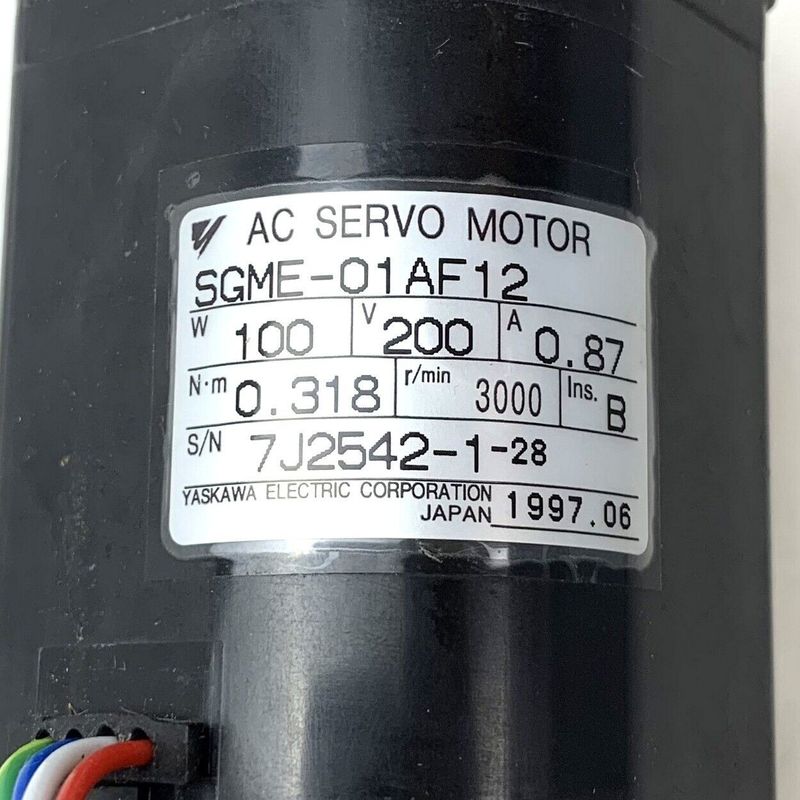 AC SERVO MOTOR
SGME-01AF12
W 100 V 200 A 0.87
N·m 0.318 r/min 3000 Ins. B
S/N 7J2542-1-28
YASKAWA ELECTRIC CORPORATION
JAPAN 1997.06